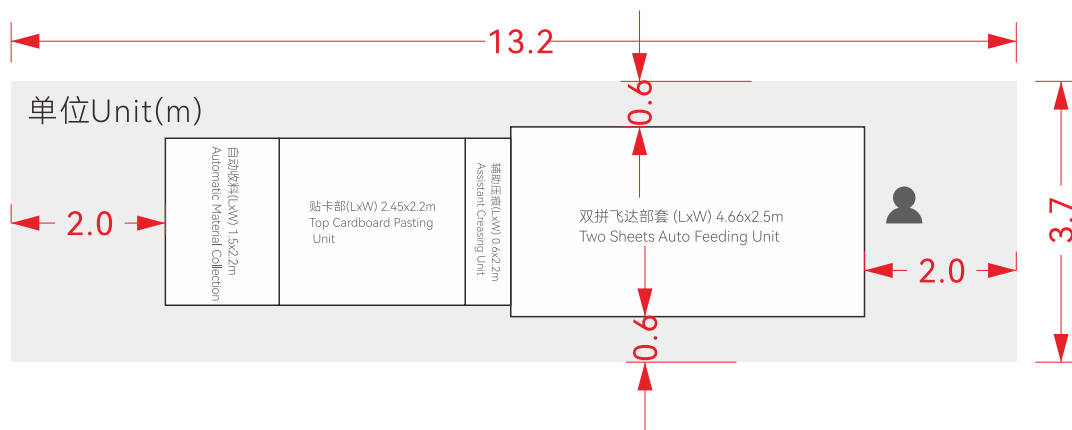 13.2
0.6
单位Unit(m)
自动收料(LxW) 1.5x2.2m
Automatic Material Collection
贴卡部(LxW) 2.45x2.2m
Top Cardboard Pasting
Unit
辅助压痕(LxW) 0.6x2.2m
Assistant Creasing Unit
双拼飞达部套 (LxW) 4.66x2.5m
Two Sheets Auto Feeding Unit
2.0
3.7
2.0
0.6